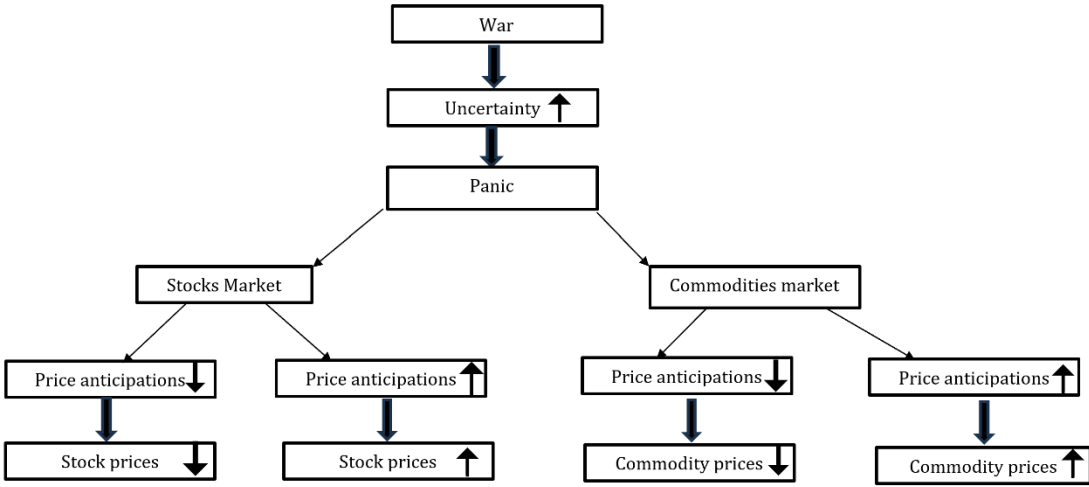 War
Uncertainty
Panic
Stocks Market
Commodities market
Price anticipations
Price anticipations
Price anticipations
Price anticipations
Stock prices
Stock prices
Commodity prices
Commodity prices